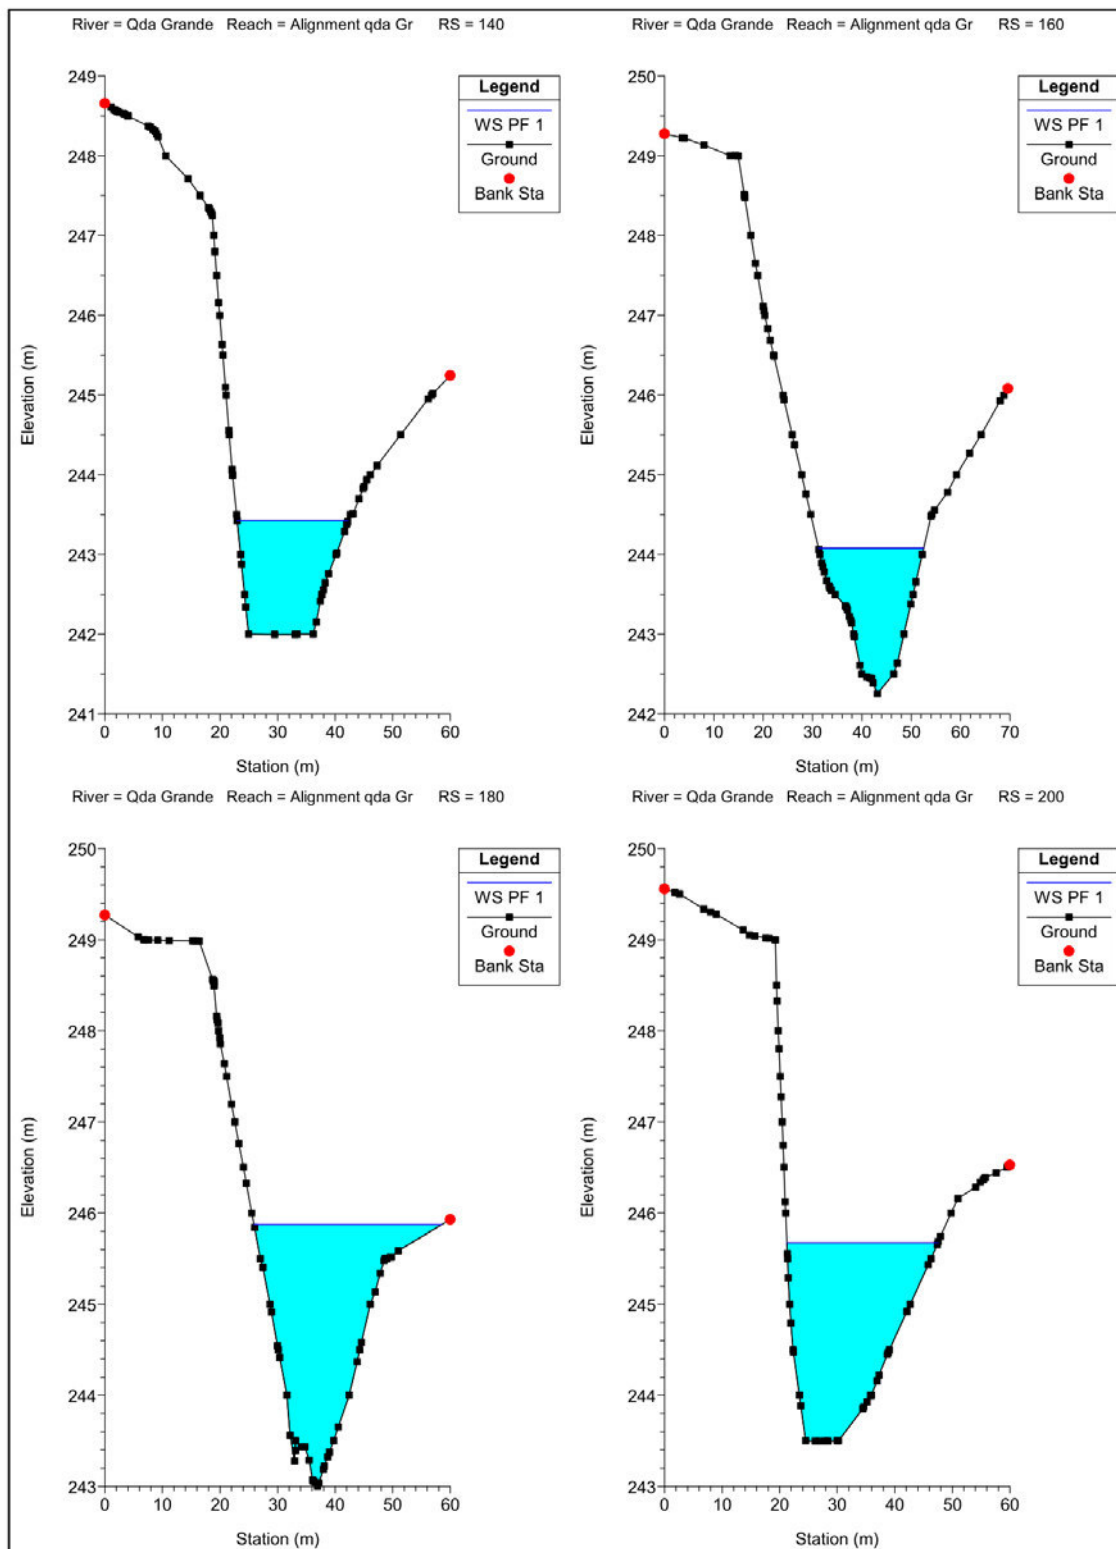 River = Qda Grande Reach = Alignment qda Gr RS = 140
249
248
247
246
245
244
243
242
241
Elevation (m)
0 10 20 30 40 50 60
Station (m)
Legend
WS PF 1
Ground
Bank Sta
River = Qda Grande Reach = Alignment qda Gr RS = 160
250
249
248
247
246
245
244
243
242
Elevation (m)
0 10 20 30 40 50 60 70
Station (m)
Legend
WS PF 1
Ground
Bank Sta
River = Qda Grande Reach = Alignment qda Gr RS = 180
250
249
248
247
246
245
244
243
Elevation (m)
0 10 20 30 40 50 60
Station (m)
Legend
WS PF 1
Ground
Bank Sta
River = Qda Grande Reach = Alignment qda Gr RS = 200
250
249
248
247
246
245
244
243
Elevation (m)
0 10 20 30 40 50 60
Station (m)
Legend
WS PF 1
Ground
Bank Sta